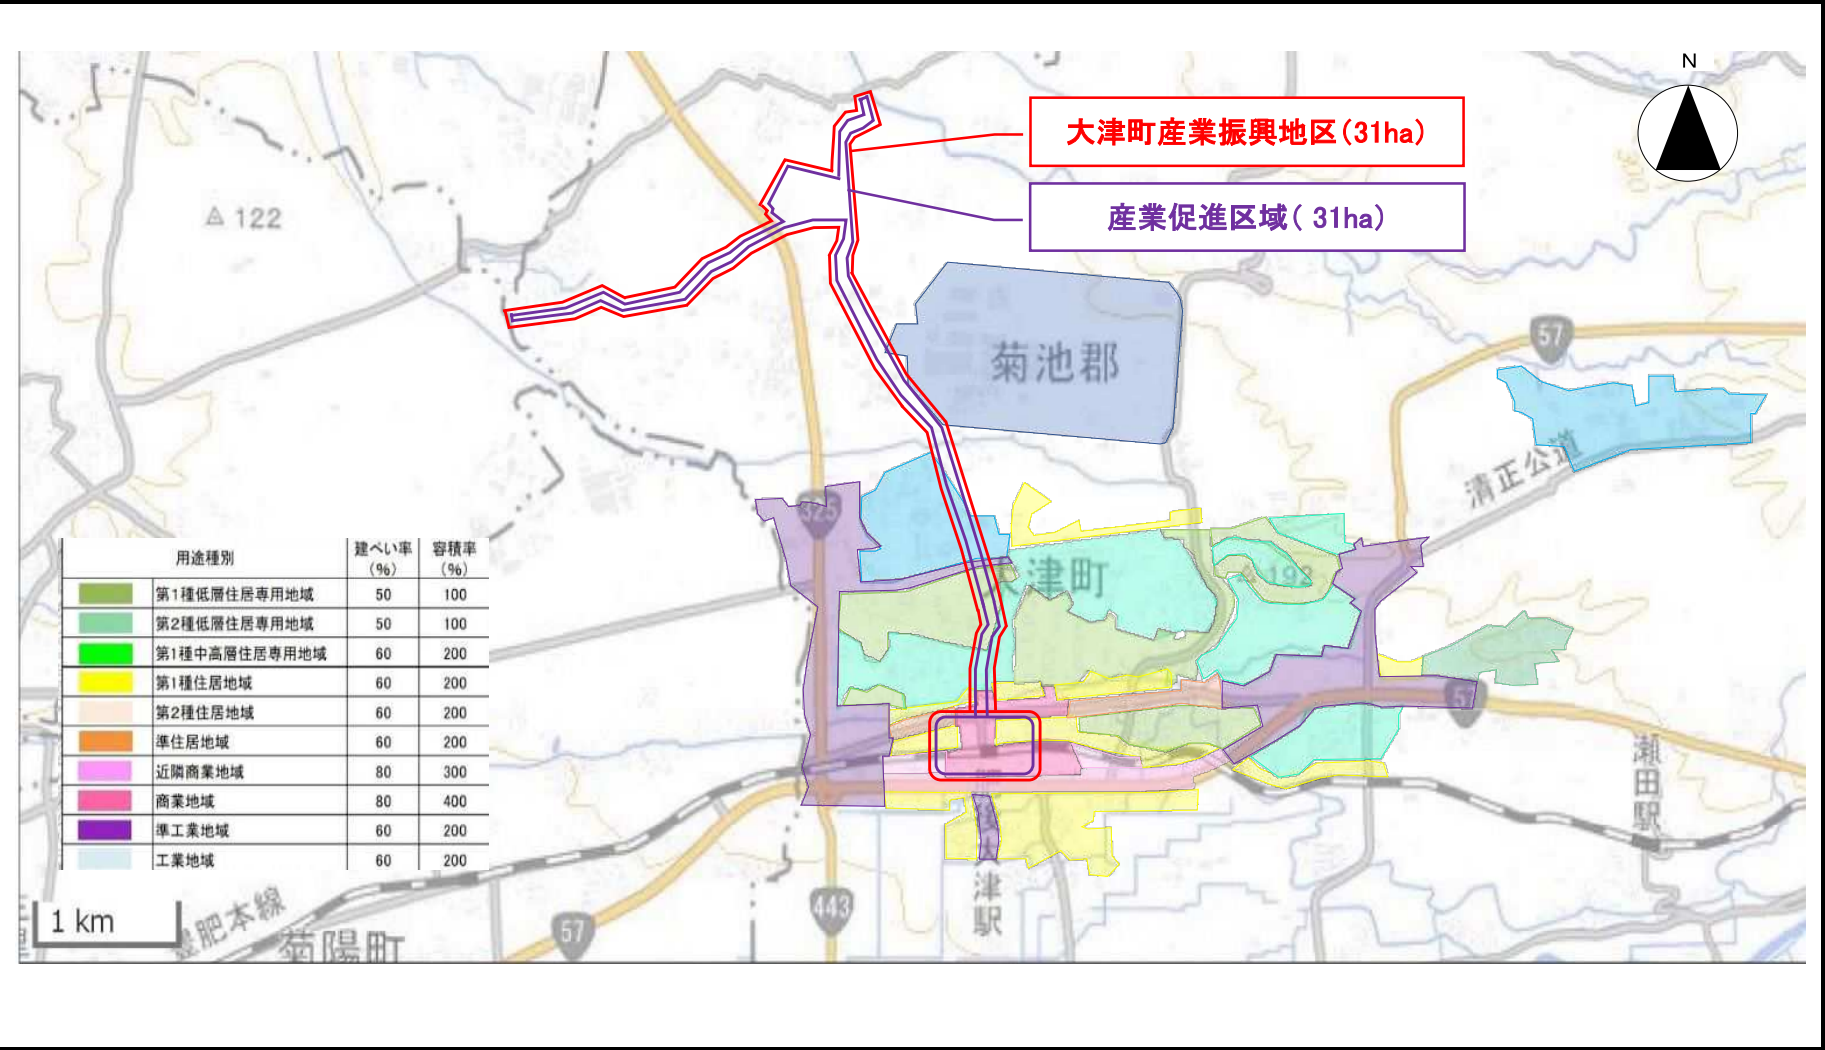 N
大津町産業振興地区(31ha)
産業促進区域( 31ha)
122
菊池郡
57
清正公道
325
大津町
192
57
瀬田駅
肥後大津駅
443
57
豊肥本線
菊陽町
1 km
用途種別 建ぺい率(%) 容積率(%)
第1種低層住居専用地域 50 100
第2種低層住居専用地域 50 100
第1種中高層住居専用地域 60 200
第1種住居地域 60 200
第2種住居地域 60 200
準住居地域 60 200
近隣商業地域 80 300
商業地域 80 400
準工業地域 60 200
工業地域 60 200